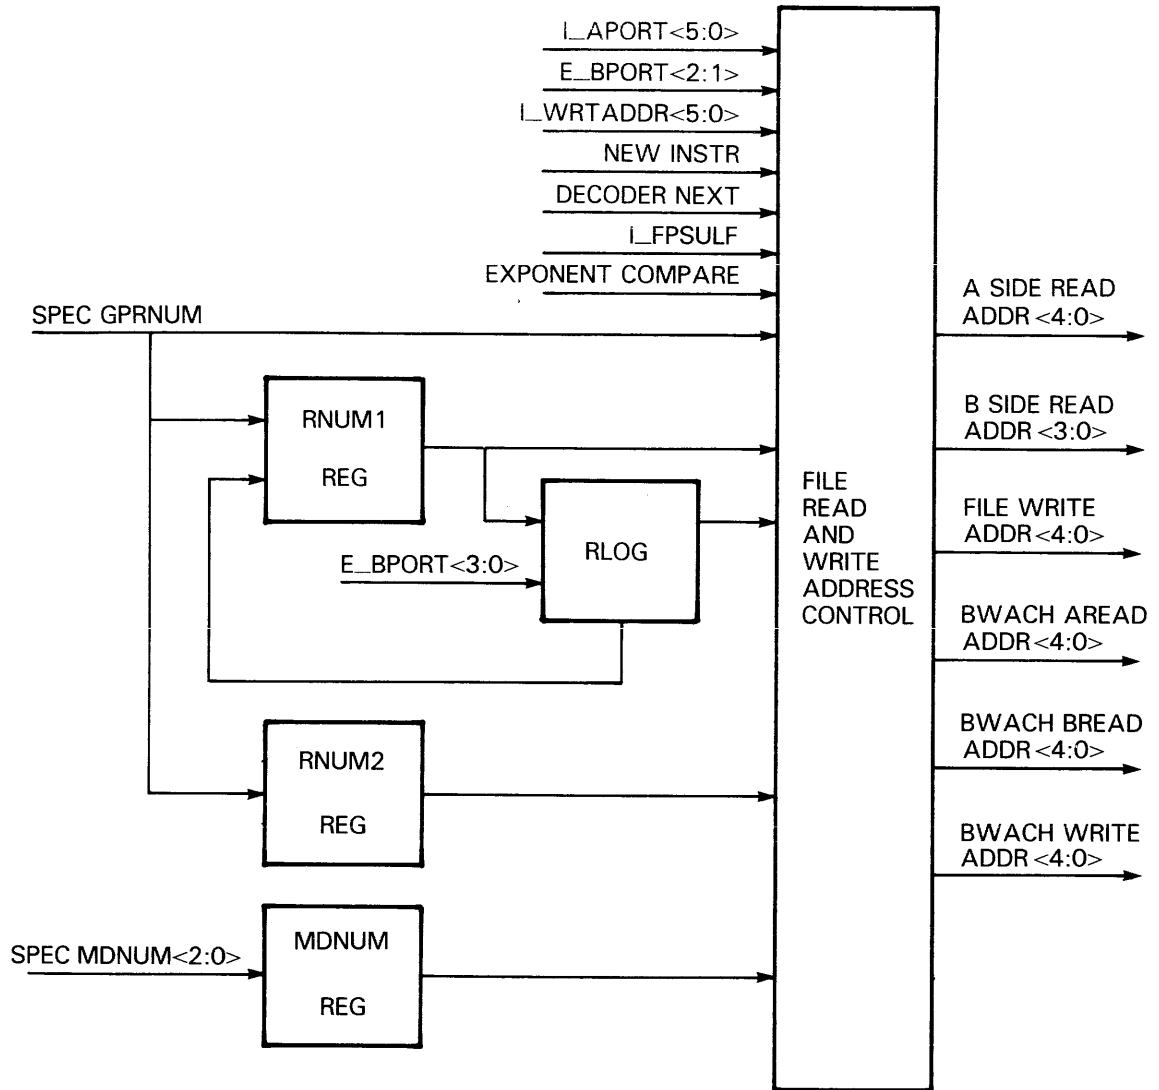 I_APORT<5:0>
E_BPORT<2:1>
I_WRTADDR<5:0>
NEW INSTR
DECODER NEXT
I_FPSULF
EXPONENT COMPARE
SPEC GPRNUM
RNUM1
REG
E_BPORT<3:0>
RLOG
RNUM2
REG
SPEC MDNUM<2:0>
MDNUM
REG
FILE
READ
AND
WRITE
ADDRESS
CONTROL
A SIDE READ
ADDR<4:0>
B SIDE READ
ADDR<3:0>
FILE WRITE
ADDR<4:0>
BWACH AREAD
ADDR<4:0>
BWACH BREAD
ADDR<4:0>
BWACH WRITE
ADDR<4:0>